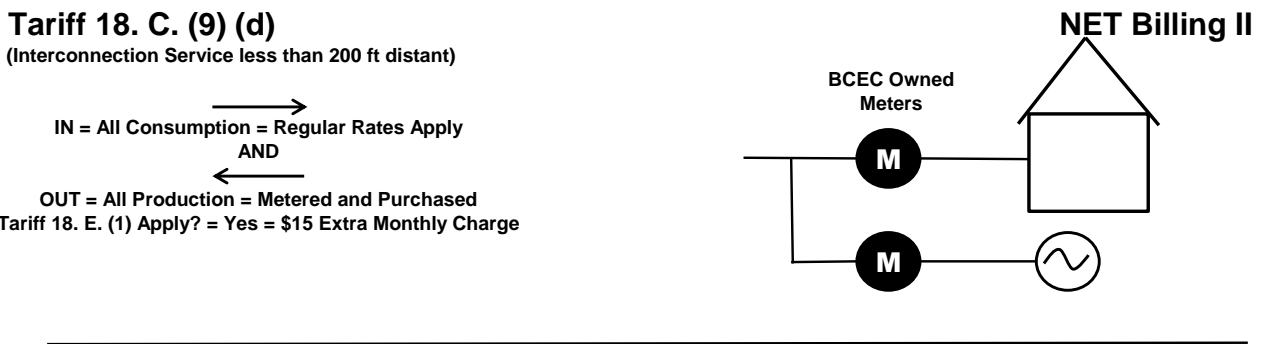 Tariff 18. C. (9) (d)
(Interconnection Service less than 200 ft distant)
IN = All Consumption = Regular Rates Apply
AND
OUT = All Production = Metered and Purchased
Tariff 18. E. (1) Apply? = Yes = $15 Extra Monthly Charge
NET Billing II
BCEC Owned
Meters
M
M